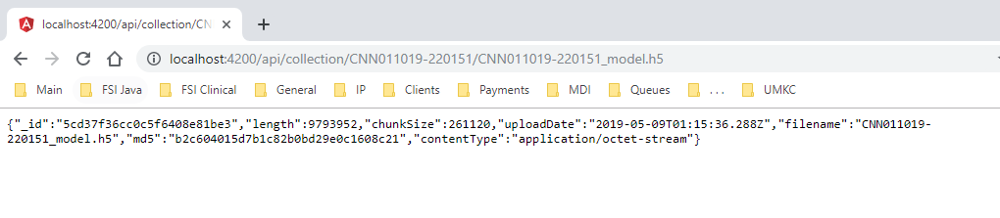 localhost:4200/api/collection/CN
localhost:4200/api/collection/CNN011019-220151/CNN011019-220151_model.h5
Main FSI Java FSI Clinical General IP Clients Payments MDI Queues ... UMKC
{"_id":"5cd37f36cc0c5f6408e81be3","length":9793952,"chunkSize":261120,"uploadDate":"2019-05-09T01:15:36.288Z","filename":"CNN011019-
220151_model.h5","md5":"b2c604015d7b1c82b0bd29e0c1608c21","contentType":"application/octet-stream"}